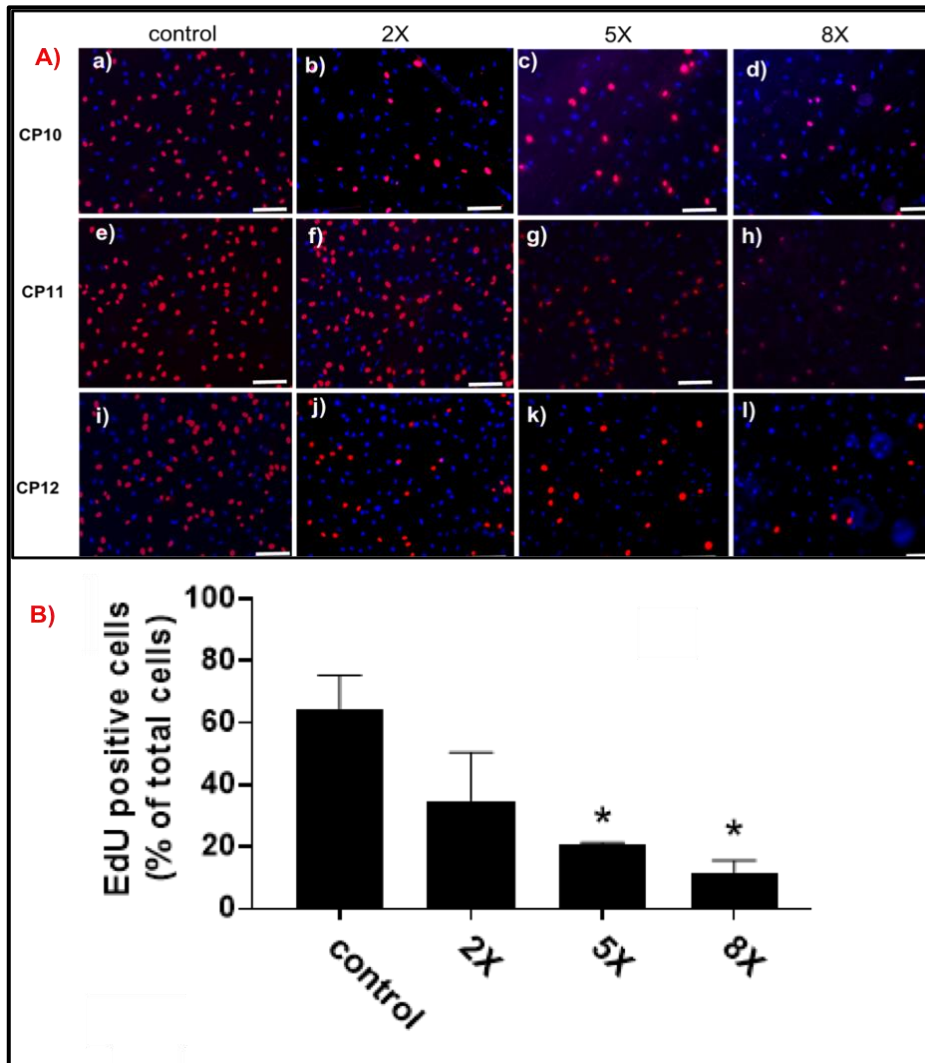 control 2X 5X 8X
A)
a) b) c) d)
CP10
e) f) g) h)
CP11
i) j) k) l)
CP12
B)
EdU positive cells
(% of total cells)
100
80
60
40
20
0
* *
control 2X 5X 8X